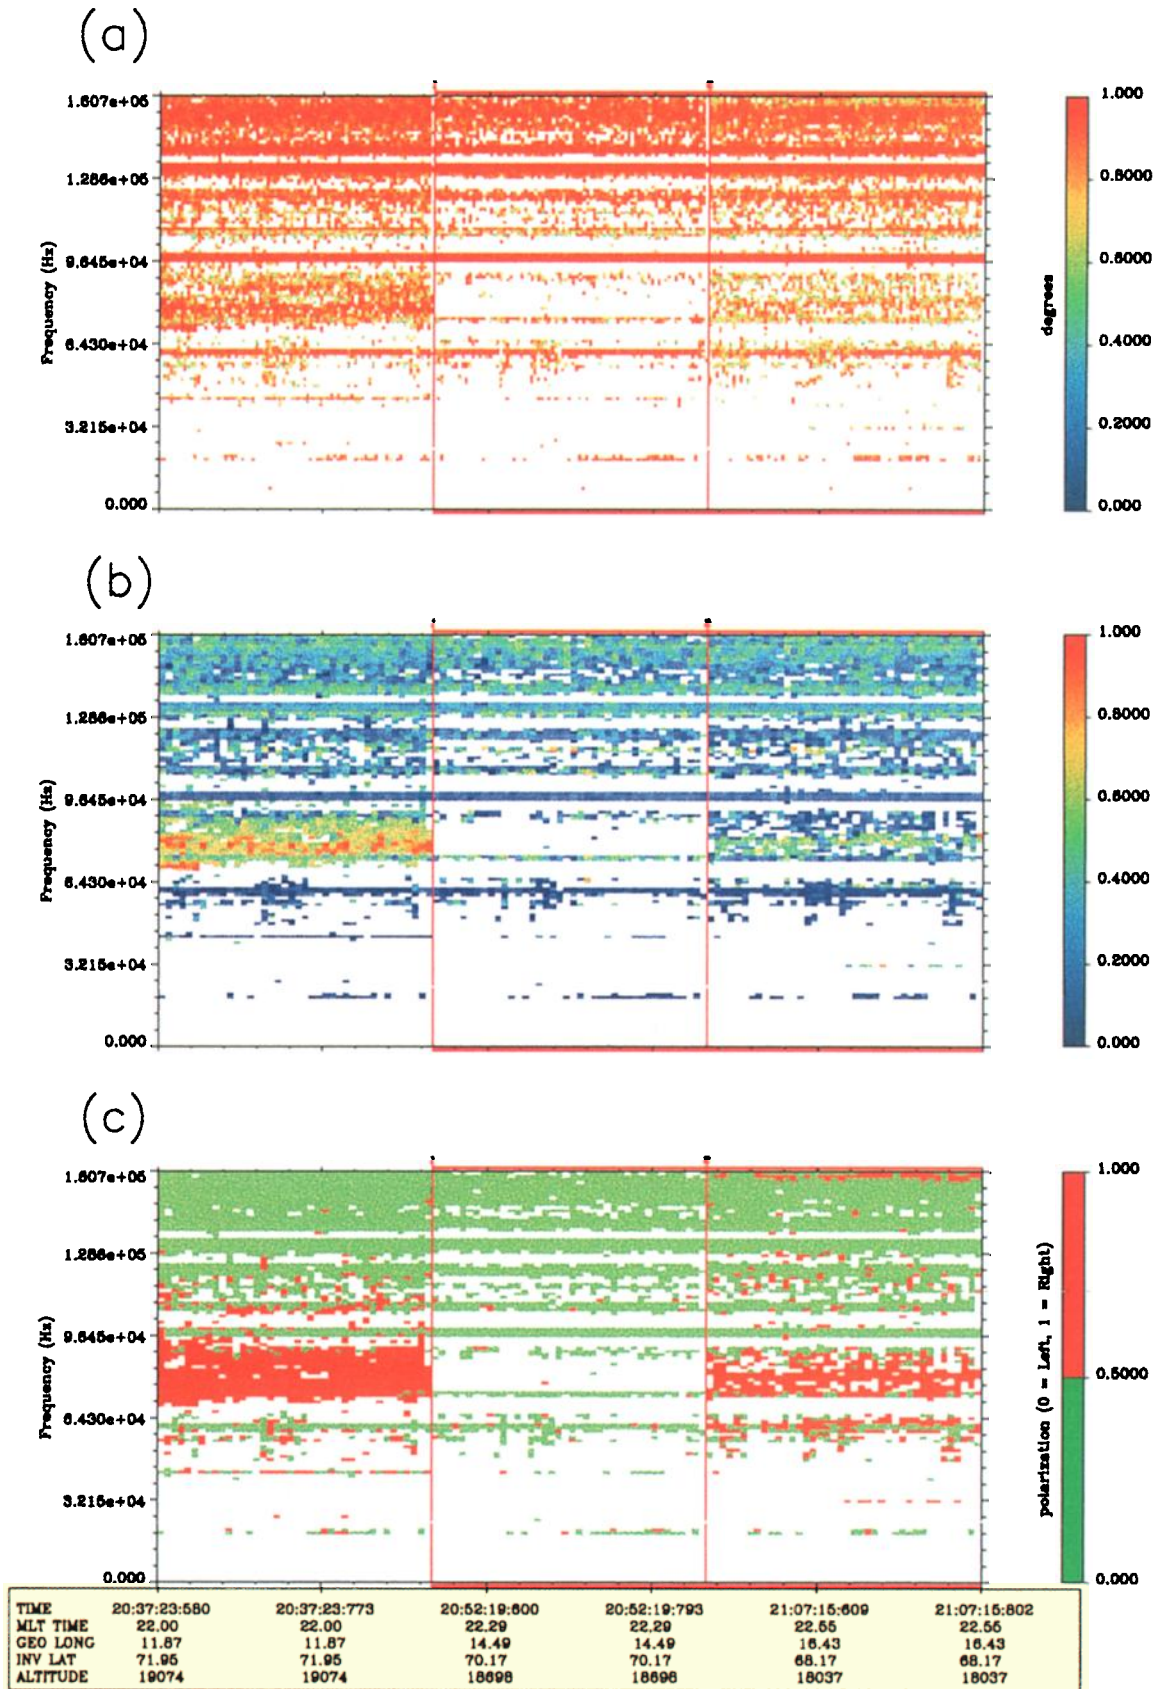 (a)
1.607e+05
1.286e+05
9.645e+04
6.430e+04
3.215e+04
0.000
Frequency (Hz)
1.000
0.8000
0.6000
0.4000
0.2000
0.000
degrees
(b)
1.607e+05
1.286e+05
9.645e+04
6.430e+04
3.215e+04
0.000
Frequency (Hz)
1.000
0.8000
0.6000
0.4000
0.2000
0.000
(c)
1.607e+05
1.286e+05
9.645e+04
6.430e+04
3.215e+04
0.000
Frequency (Hz)
1.000
0.5000
0.000
polarization (0 = Left, 1 = Right)
TIME 20:37:23:580 20:37:23:773 20:52:19:600 20:52:19:793 21:07:15:609 21:07:15:802
MLT TIME 22.00 22.00 22.29 22.29 22.55 22.55
GEO LONG 11.87 11.87 14.49 14.49 16.43 16.43
INV LAT 71.95 71.95 70.17 70.17 68.17 68.17
ALTITUDE 19074 19074 18698 18698 18037 18037